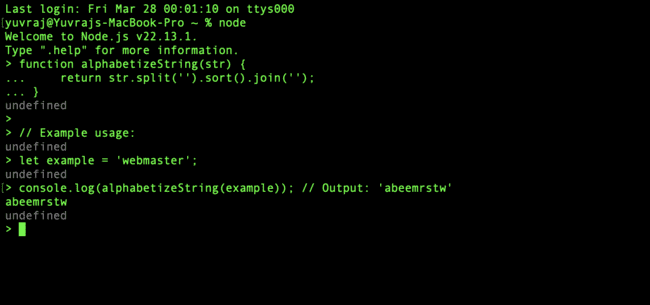 Last login: Fri Mar 28 00:01:10 on ttys000
[yuvraj@Yuvrajs-MacBook-Pro ~ % node
Welcome to Node.js v22.13.1.
Type ".help" for more information.
> function alphabetizeString(str) {
...     return str.split('').sort().join('');
... }
undefined
>
> // Example usage:
undefined
> let example = 'webmaster';
undefined
[> console.log(alphabetizeString(example)); // Output: 'abeemrstw'
abeemrstw
undefined
>